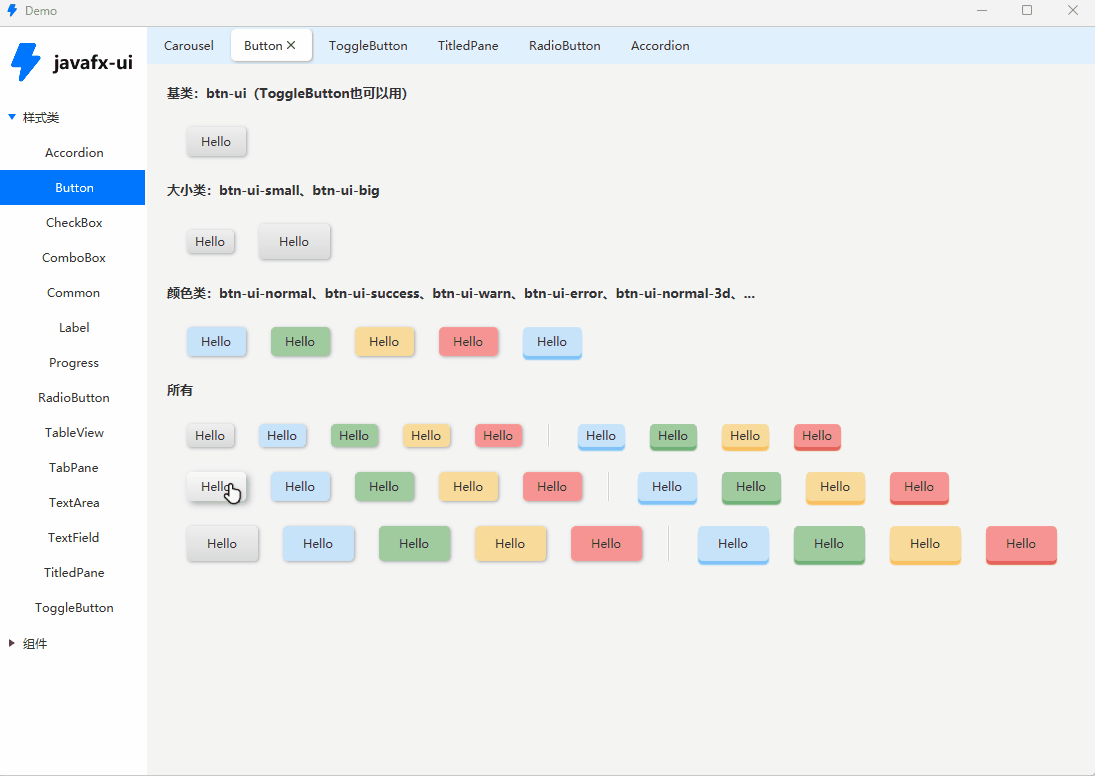 Demo
javafx-ui
样式类
Accordion
Button
CheckBox
ComboBox
Common
Label
Progress
RadioButton
TableView
TabPane
TextArea
TextField
TitledPane
ToggleButton
组件
Carousel Button ToggleButton TitledPane RadioButton Accordion
基类：btn-ui（ToggleButton也可以用）
Hello
大小类：btn-ui-small、btn-ui-big
Hello Hello
颜色类：btn-ui-normal、btn-ui-success、btn-ui-warn、btn-ui-error、btn-ui-normal-3d、...
Hello Hello Hello Hello Hello
所有
Hello Hello Hello Hello Hello Hello Hello Hello Hello
Hello Hello Hello Hello Hello Hello Hello Hello Hello
Hello Hello Hello Hello Hello Hello Hello Hello Hello